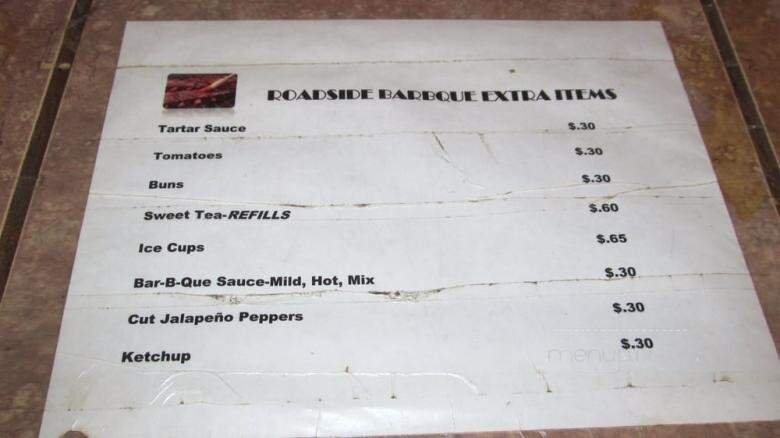 ROADSIDE BARBQUE EXTRA ITEMS
Tartar Sauce $.30
Tomatoes $.30
Buns $.30
Sweet Tea-REFILLS $.60
Ice Cups $.65
Bar-B-Que Sauce-Mild, Hot, Mix $.30
Cut Jalapeño Peppers $.30
Ketchup $.30